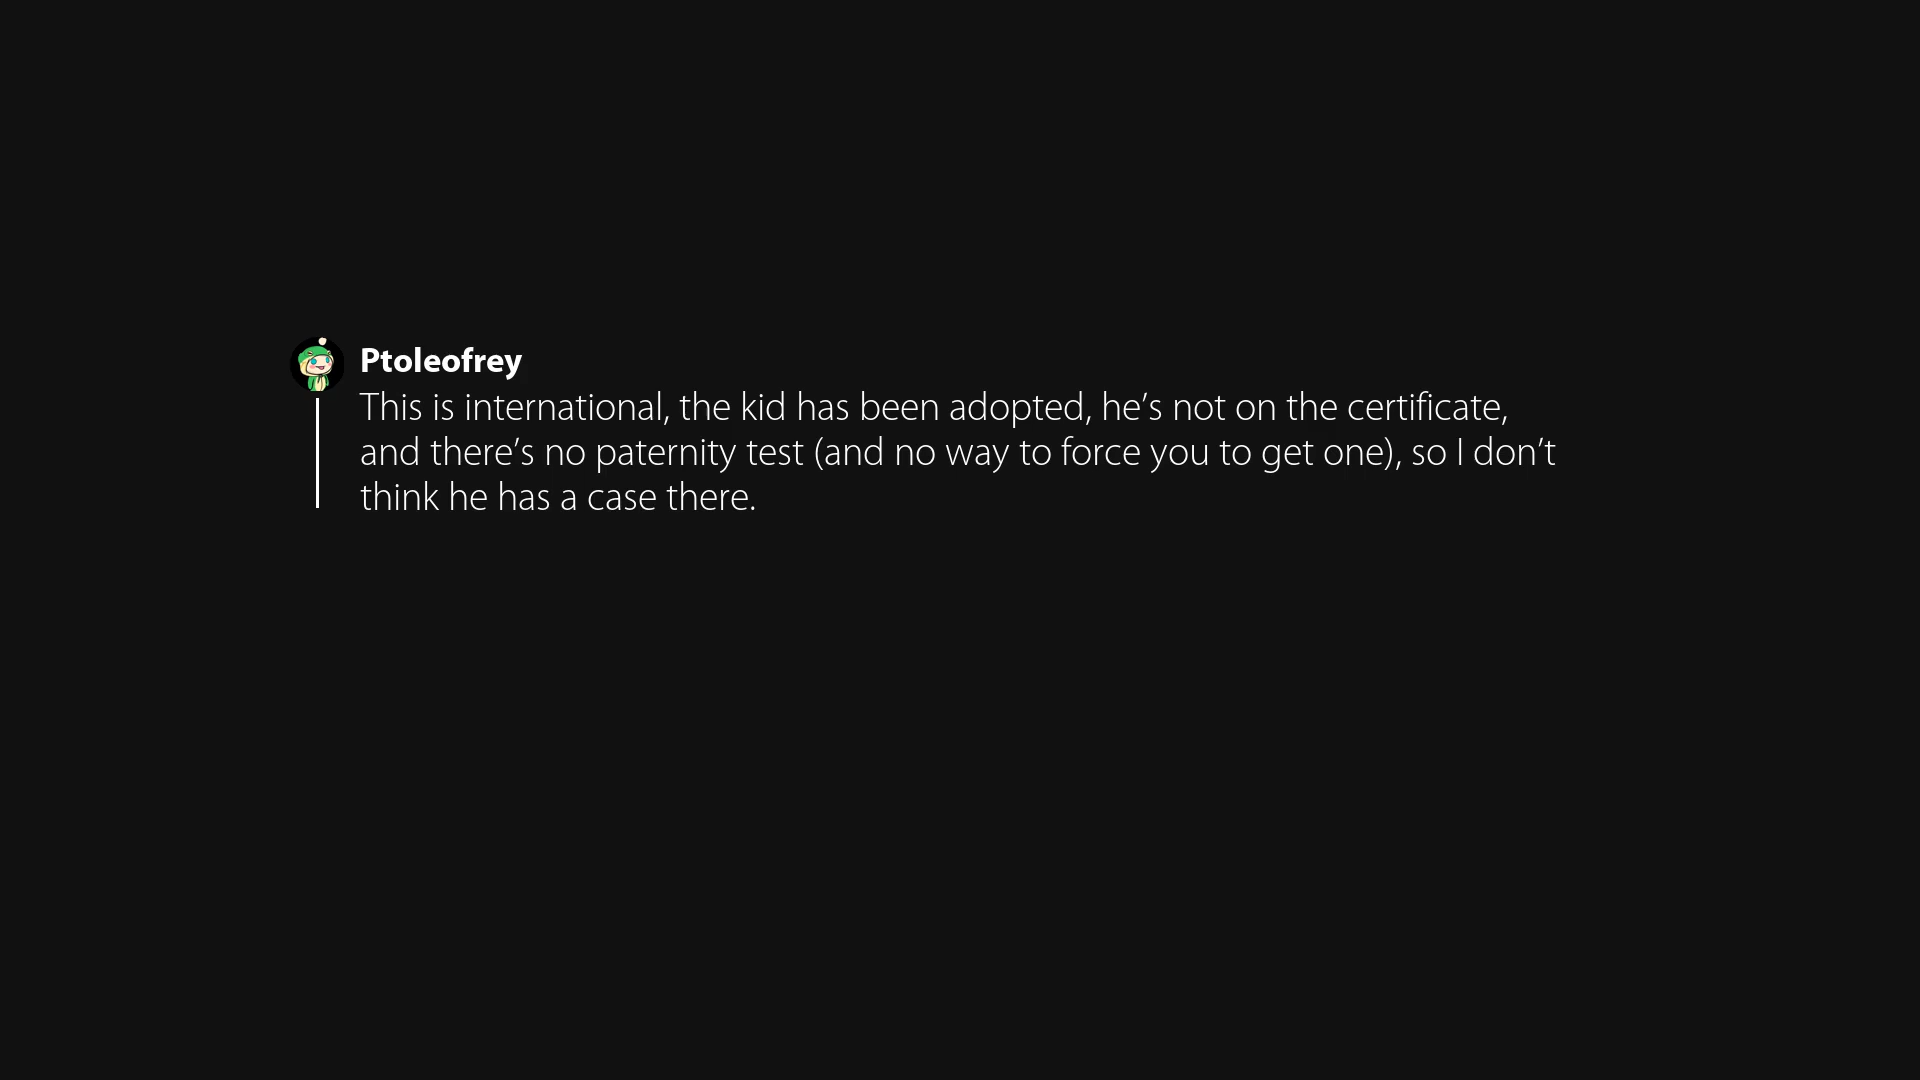 Ptoleofrey
This is international, the kid has been adopted, he’s not on the certificate,
and there’s no paternity test (and no way to force you to get one), so I don’t
think he has a case there.